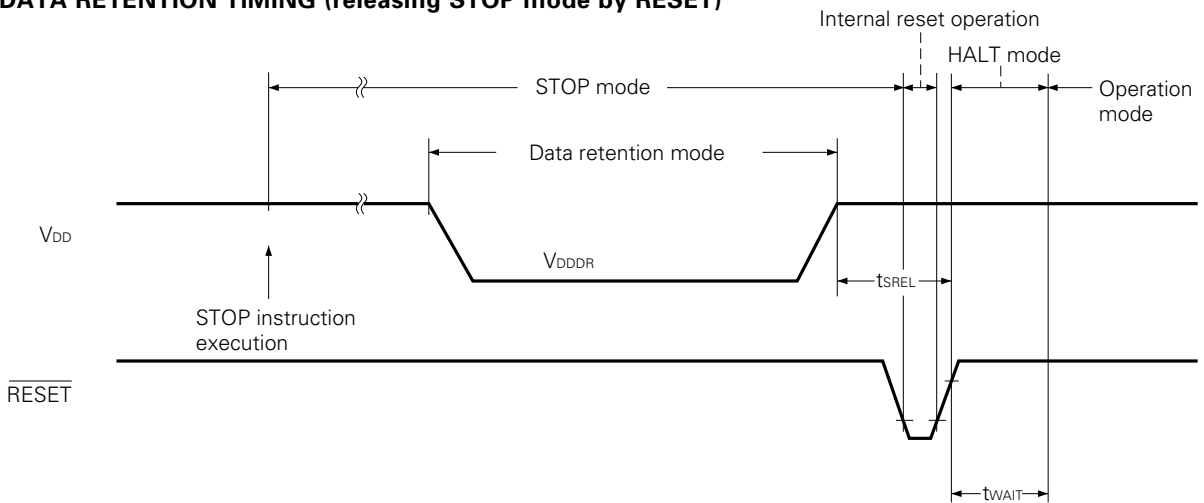 DATA RETENTION TIMING (releasing STOP mode by RESET)
Internal reset operation
HALT mode
STOP mode
Operation
mode
Data retention mode
VDD
VDDDR
tSREL
STOP instruction
execution
RESET
tWAIT